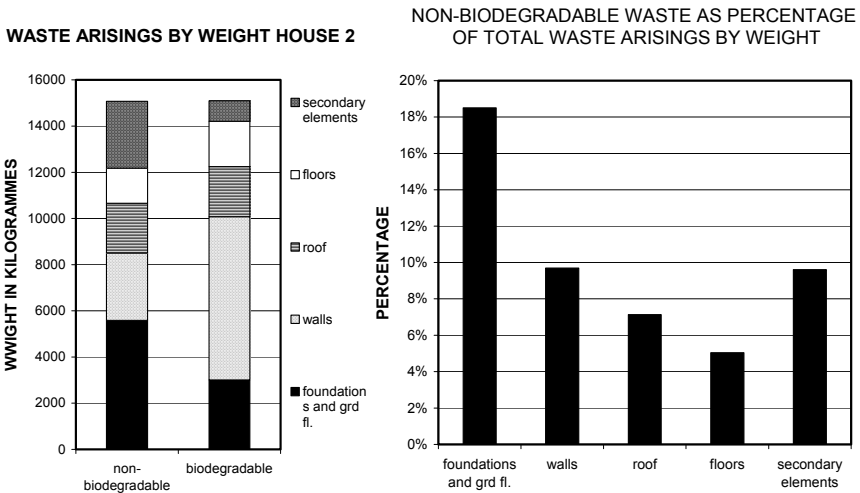 WASTE ARISINGS BY WEIGHT HOUSE 2
WWIGHT IN KILOGRAMMES
16000
14000
12000
10000
8000
6000
4000
2000
0
non-
biodegradable
biodegradable
secondary
elements
floors
roof
walls
foundation
s and grd
fl.
NON-BIODEGRADABLE WASTE AS PERCENTAGE
OF TOTAL WASTE ARISINGS BY WEIGHT
PERCENTAGE
20%
18%
16%
14%
12%
10%
8%
6%
4%
2%
0%
foundations
and grd fl.
walls
roof
floors
secondary
elements